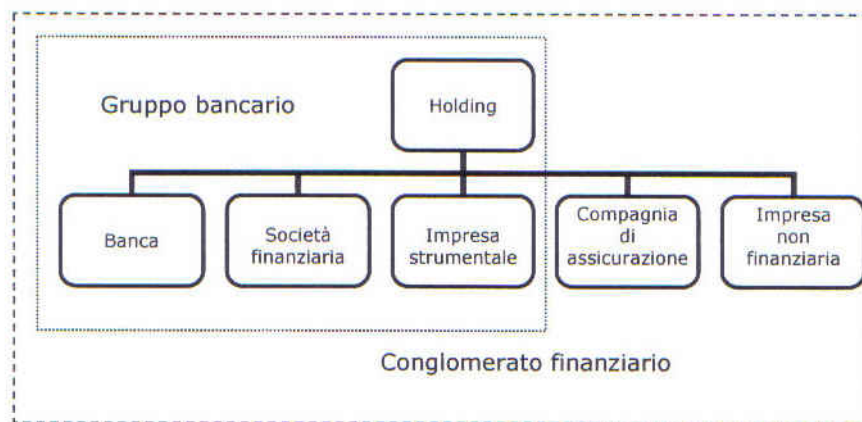 Gruppo bancario
Holding
Banca
Società
finanziaria
Impresa
strumentale
Compagnia
di
assicurazione
Impresa
non
finanziaria
Conglomerato finanziario